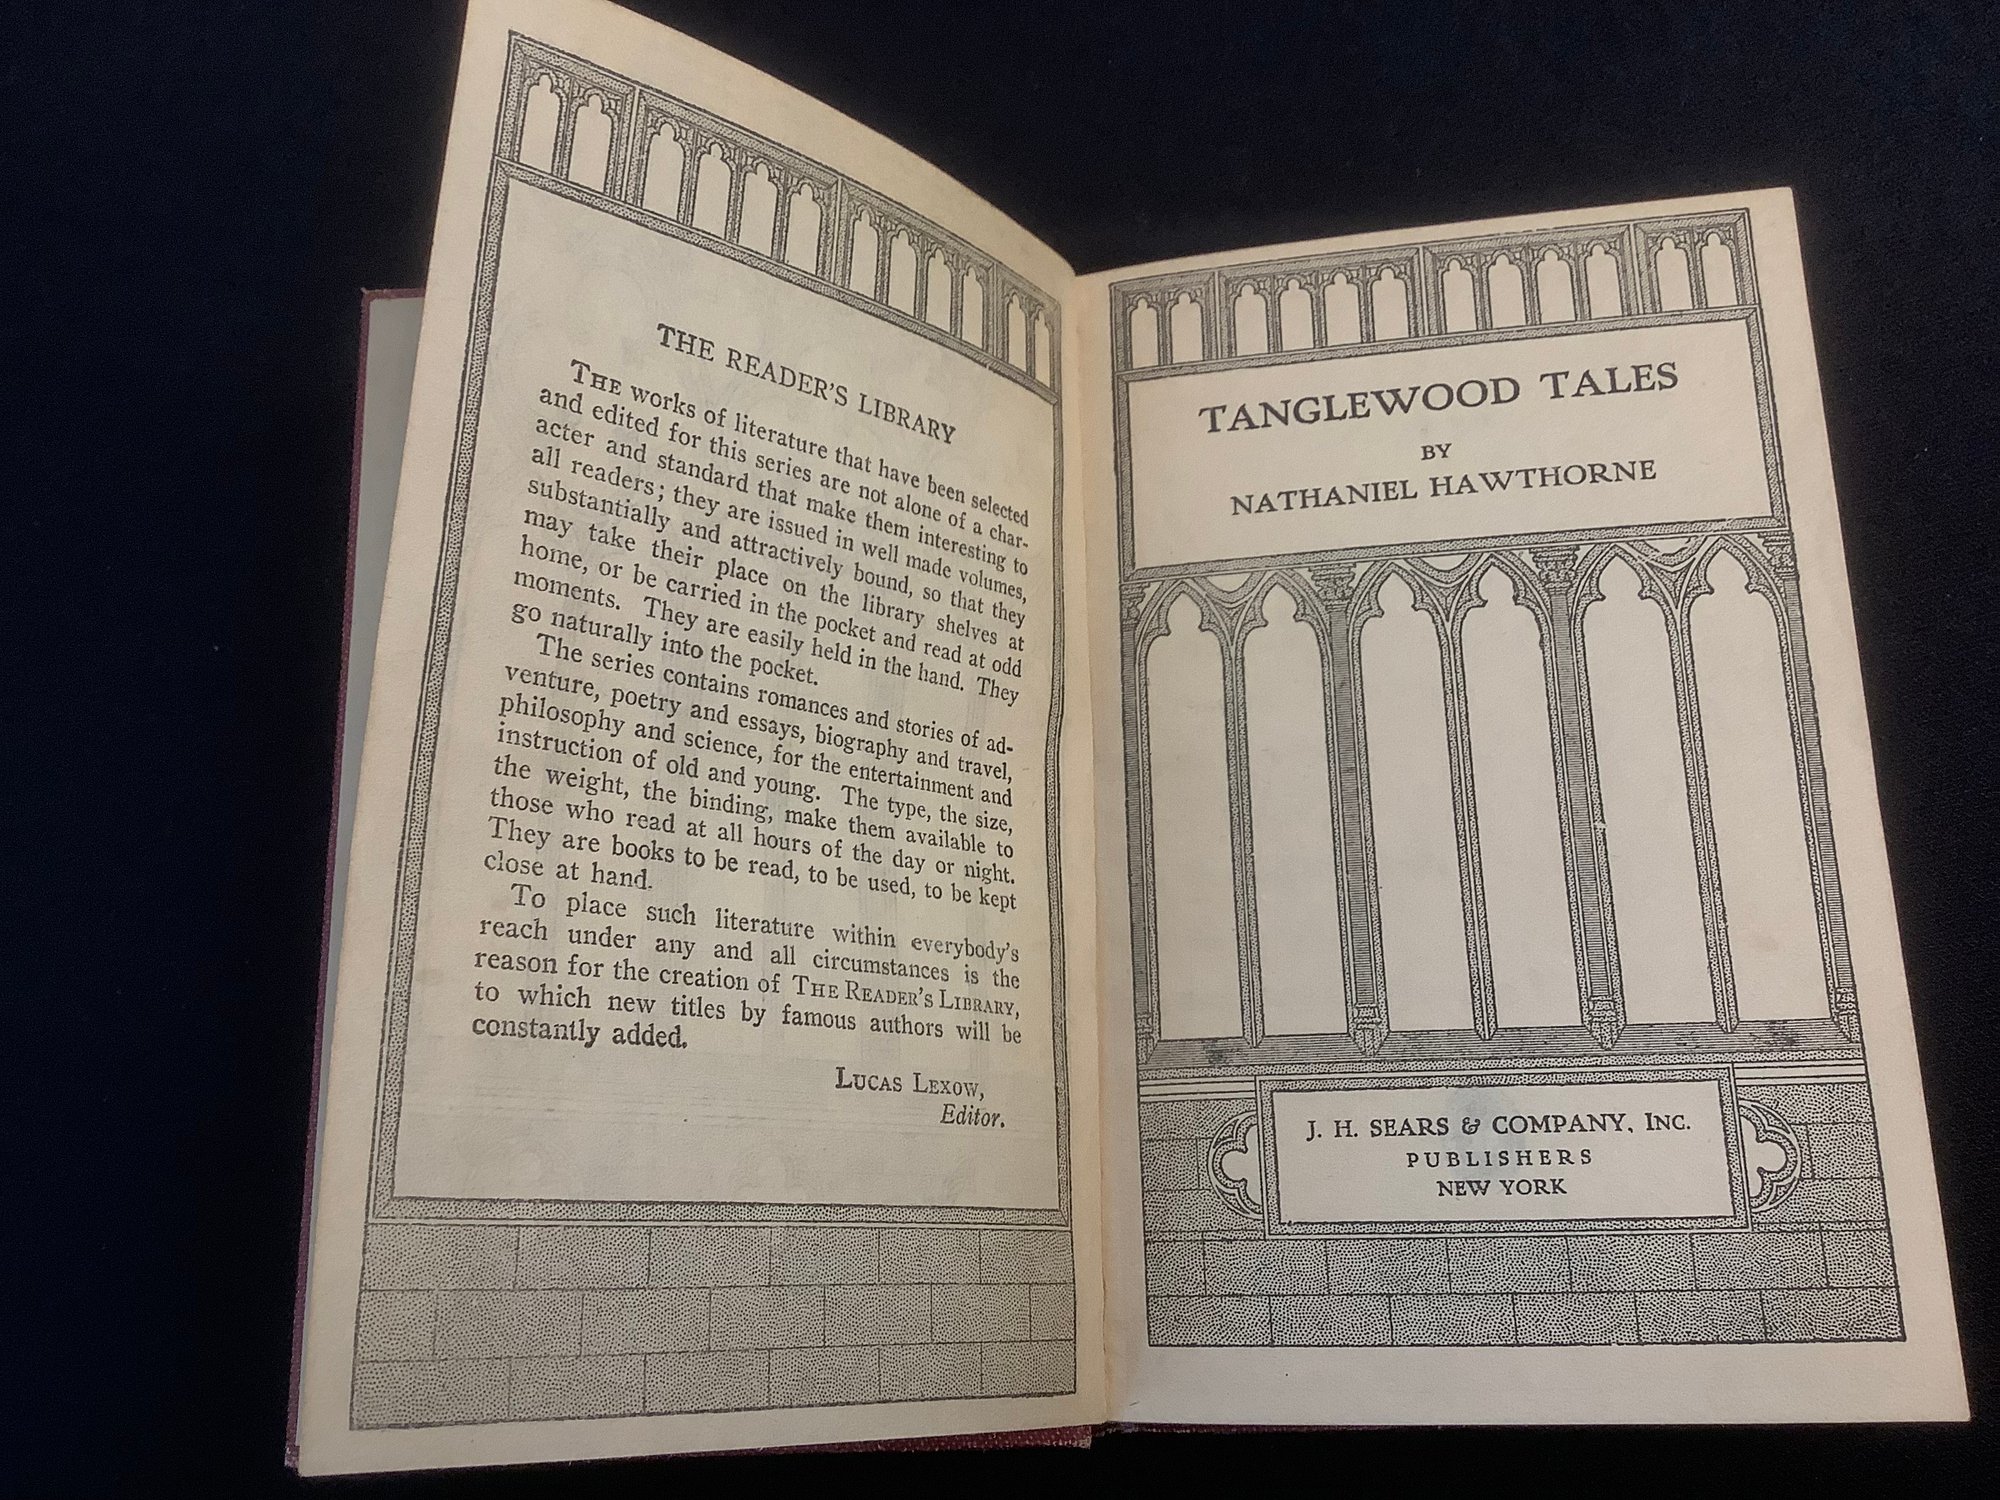 THE READER'S LIBRARY
THE works of literature that have been selected
and edited for this series are not alone of a char-
acter and standard that make them interesting to
all readers; they are issued in well made volumes,
substantially and attractively bound, so that they
may take their place on the library shelves at
home, or be carried in the pocket and read at odd
moments. They are easily held in the hand. They
go naturally into the pocket.
The series contains romances and stories of ad-
venture, poetry and essays, biography and travel,
philosophy and science, for the entertainment and
instruction of old and young. The type, the size,
the weight, the binding, make them available to
those who read at all hours of the day or night.
They are books to be read, to be used, to be kept
close at hand.
To place such literature within everybody's
reach under any and all circumstances is the
reason for the creation of THE READER'S LIBRARY,
to which new titles by famous authors will be
constantly added.
LUCAS LEXOW,
Editor.
TANGLEWOOD TALES
BY
NATHANIEL HAWTHORNE
J. H. SEARS & COMPANY, INC.
PUBLISHERS
NEW YORK